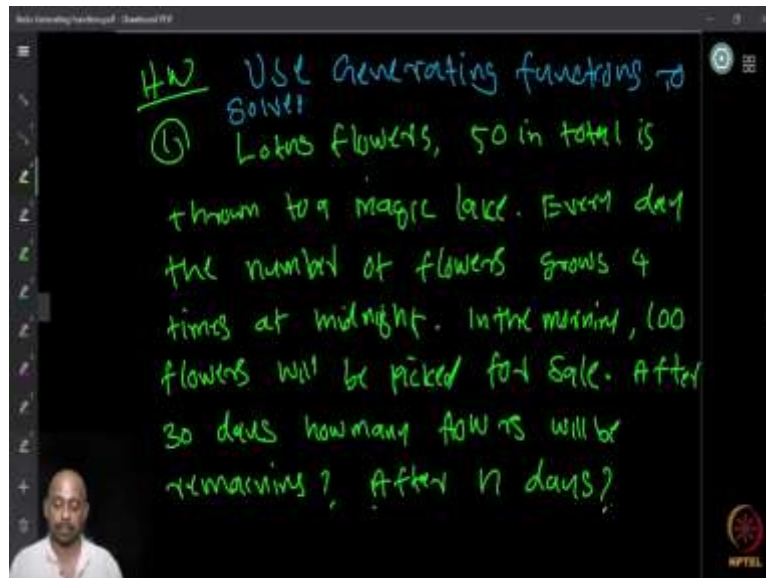 HW Use Generating functions to
solve:
① Lotus flowers, 50 in total is
thrown to a magic lake. Every day
the number of flowers grows 4
times at midnight. In the morning, 100
flowers will be picked for sale. After
30 days how many flowrs will be
remaining? After n days?
NPTEL